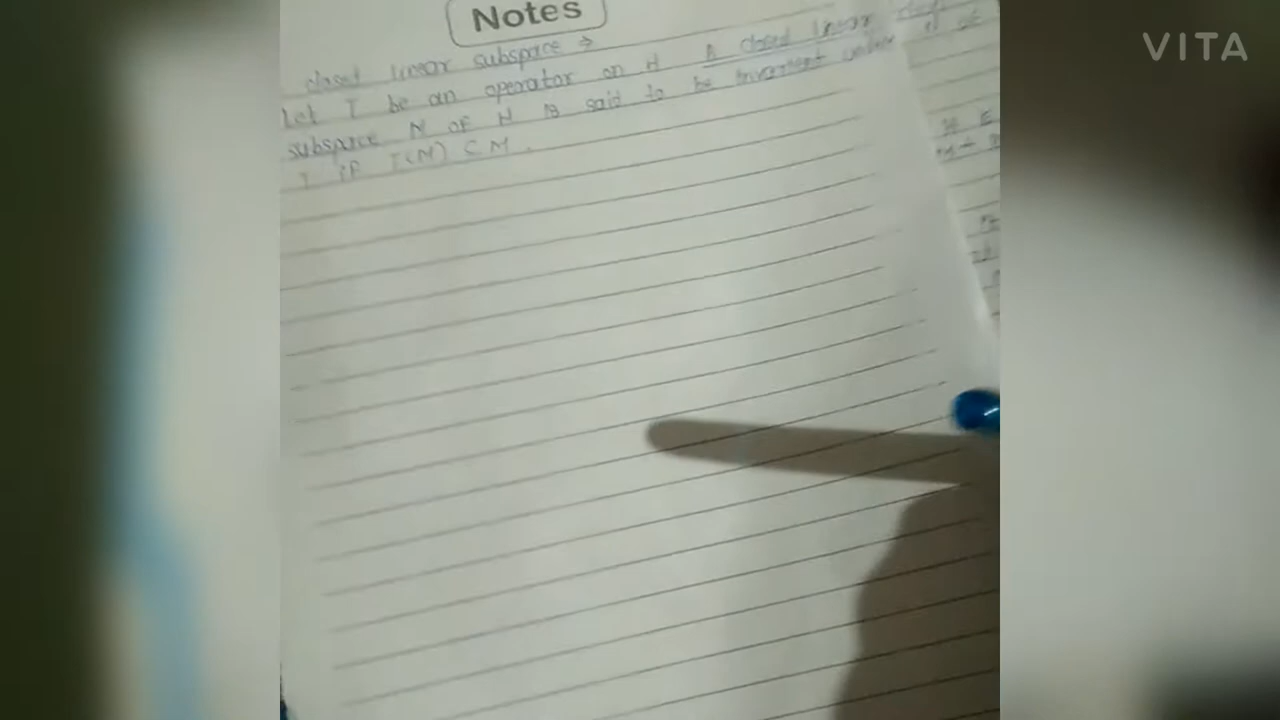 Notes
closed linear subspace →
Let T be an operator on H A closed linear
subspace M OF H is said to be invarient under
T IF T(M) ⊂ M.
VITA